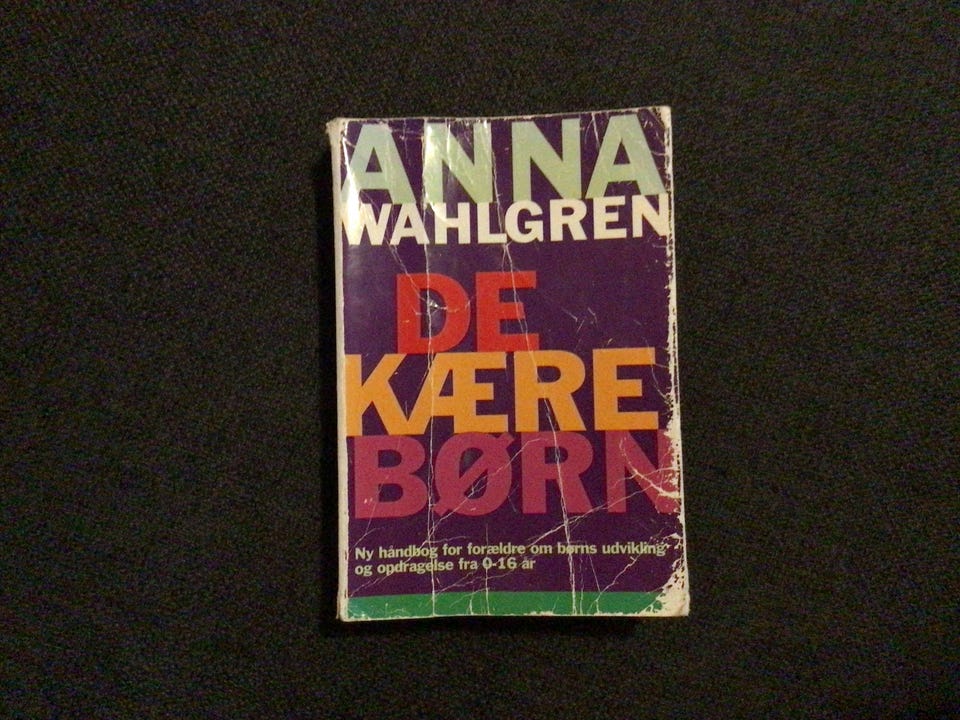 ANNA
WAHLGREN
DE
KÆRE
BØRN
Ny håndbog for forældre om børns udvikling
og opdragelse fra 0-16 år